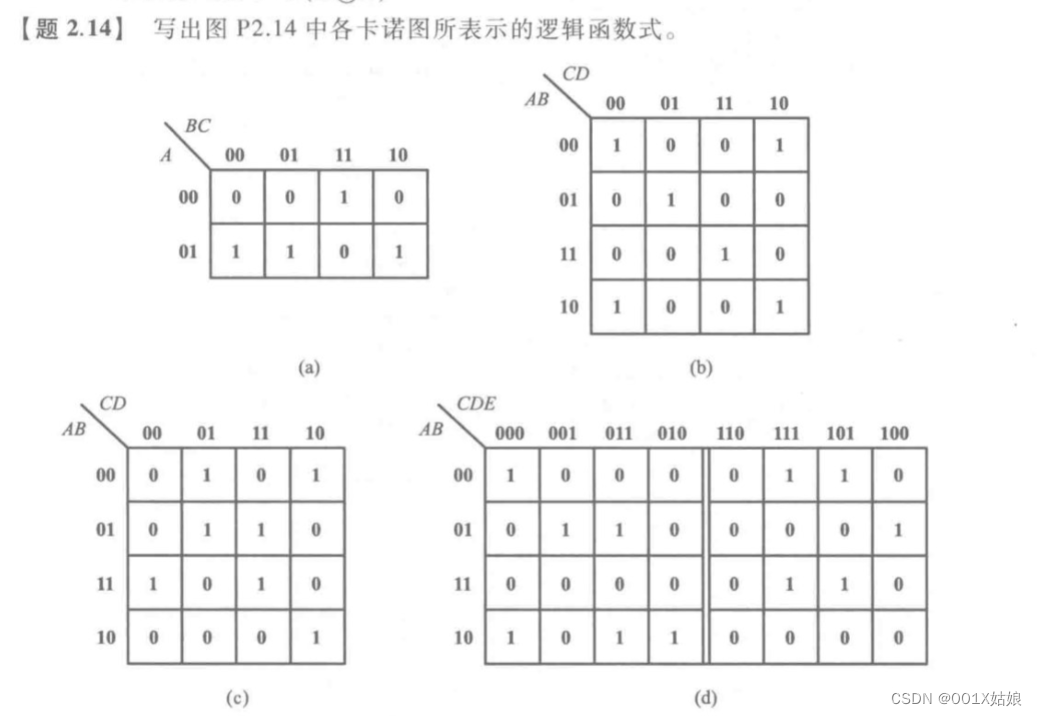 【题 2.14】 写出图 P2.14 中各卡诺图所表示的逻辑函数式。
BC
A 00 01 11 10
00 0 0 1 0
01 1 1 0 1
(a)
CD
AB 00 01 11 10
00 1 0 0 1
01 0 1 0 0
11 0 0 1 0
10 1 0 0 1
(b)
CD
AB 00 01 11 10
00 0 1 0 1
01 0 1 1 0
11 1 0 1 0
10 0 0 0 1
(c)
CDE
AB 000 001 011 010 110 111 101 100
00 1 0 0 0 0 1 1 0
01 0 1 1 0 0 0 0 1
11 0 0 0 0 0 1 1 0
10 1 0 1 1 0 0 0 0
(d)
CSDN @001X姑娘